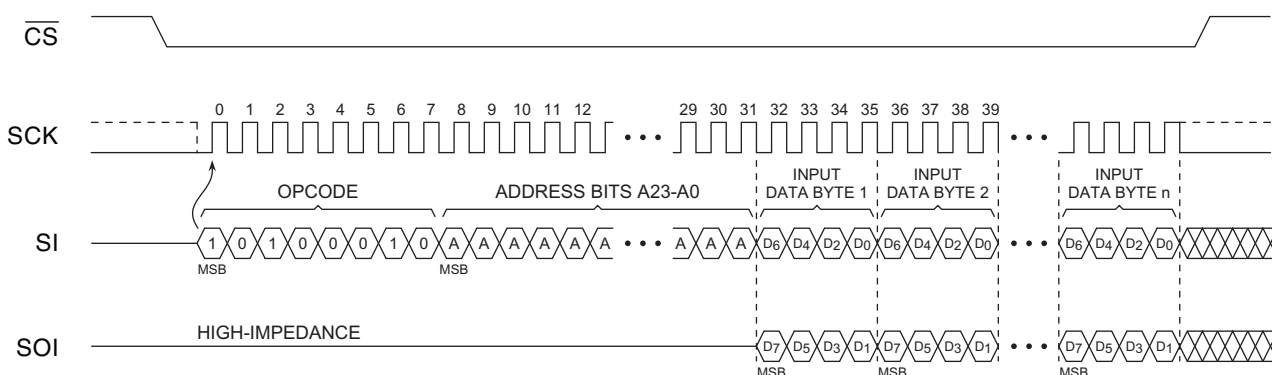 CS
0 1 2 3 4 5 6 7 8 9 10 11 12 29 30 31 32 33 34 35 36 37 38 39
SCK
OPCODE
ADDRESS BITS A23-A0
INPUT
DATA BYTE 1
INPUT
DATA BYTE 2
INPUT
DATA BYTE n
SI
1 0 1 0 0 0 1 0 A A A A A A A A A D6 D4 D2 D0 D6 D4 D2 D0 D6 D4 D2 D0
MSB MSB
HIGH-IMPEDANCE
SOI
D7 D5 D3 D1 D7 D5 D3 D1 D7 D5 D3 D1
MSB MSB MSB